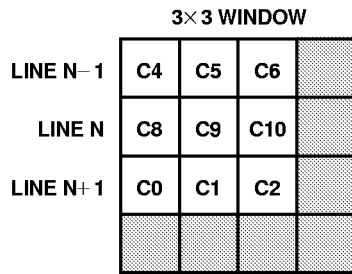 3×3 WINDOW
LINE N−1 C4 C5 C6
LINE N C8 C9 C10
LINE N+1 C0 C1 C2